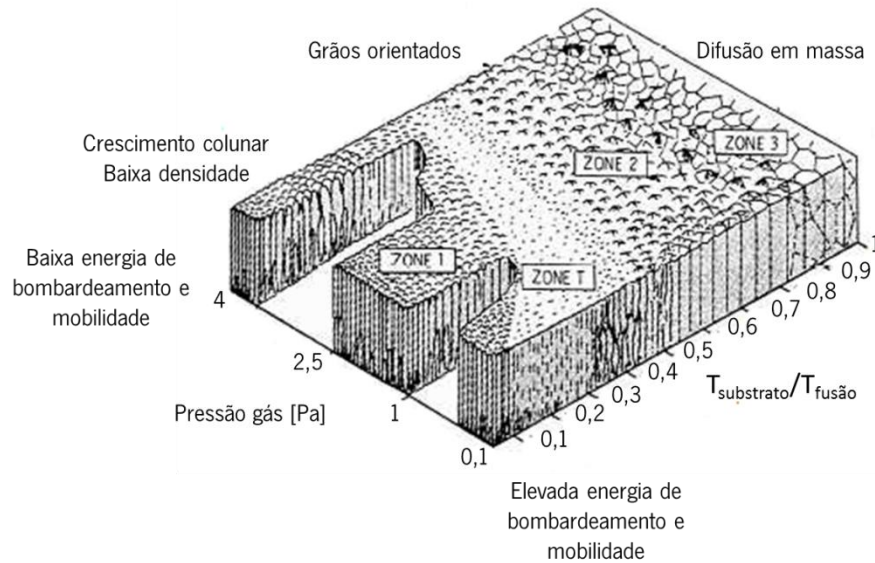 Grãos orientados
Difusão em massa
Crescimento colunar
Baixa densidade
ZONE 3
ZONE 2
Baixa energia de
bombardeamento e
mobilidade
ZONE 1
ZONE T
4
2,5
1
0,1
Pressão gás [Pa]
0,1
0,2
0,3
0,4
0,5
0,6
0,7
0,8
0,9
1
Tsubstrato/Tfusão
Elevada energia de
bombardeamento e
mobilidade